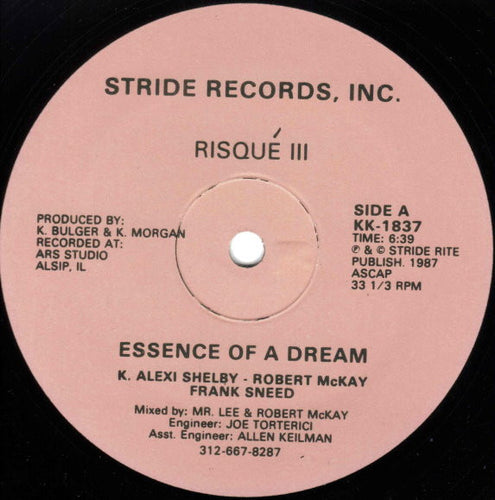 STRIDE RECORDS, INC.
RISQUÉ III
PRODUCED BY:
K. BULGER & K. MORGAN
RECORDED AT:
ARS STUDIO
ALSIP, IL
SIDE A
KK-1837
TIME: 6:39
℗ & © STRIDE RITE
PUBLISH. 1987
ASCAP
33 1/3 RPM
ESSENCE OF A DREAM
K. ALEXI SHELBY - ROBERT McKAY
FRANK SNEED
Mixed by: MR. LEE & ROBERT McKAY
Engineer: JOE TORTERICI
Asst. Engineer: ALLEN KEILMAN
312-667-8287